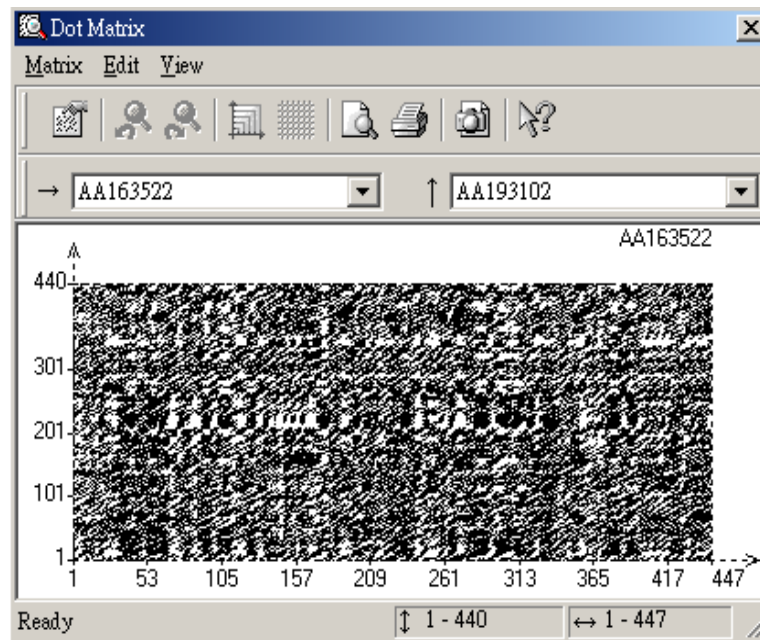 Dot Matrix
Matrix Edit View
→ AA163522 ↑ AA193102
AA163522
440
301
201
101
1
1 53 105 157 209 261 313 365 417 447
Ready ↕ 1 - 440 ↔ 1 - 447